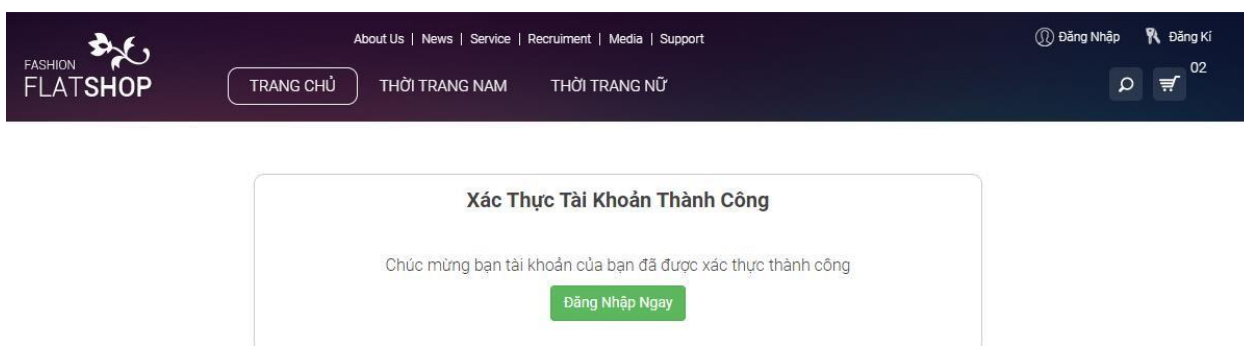 About Us | News | Service | Recruiment | Media | Support
Đăng Nhập
Đăng Kí
FASHION
FLATSHOP
TRANG CHỦ
THỜI TRANG NAM
THỜI TRANG NỮ
02
Xác Thực Tài Khoản Thành Công
Chúc mừng bạn tài khoản của bạn đã được xác thực thành công
Đăng Nhập Ngay